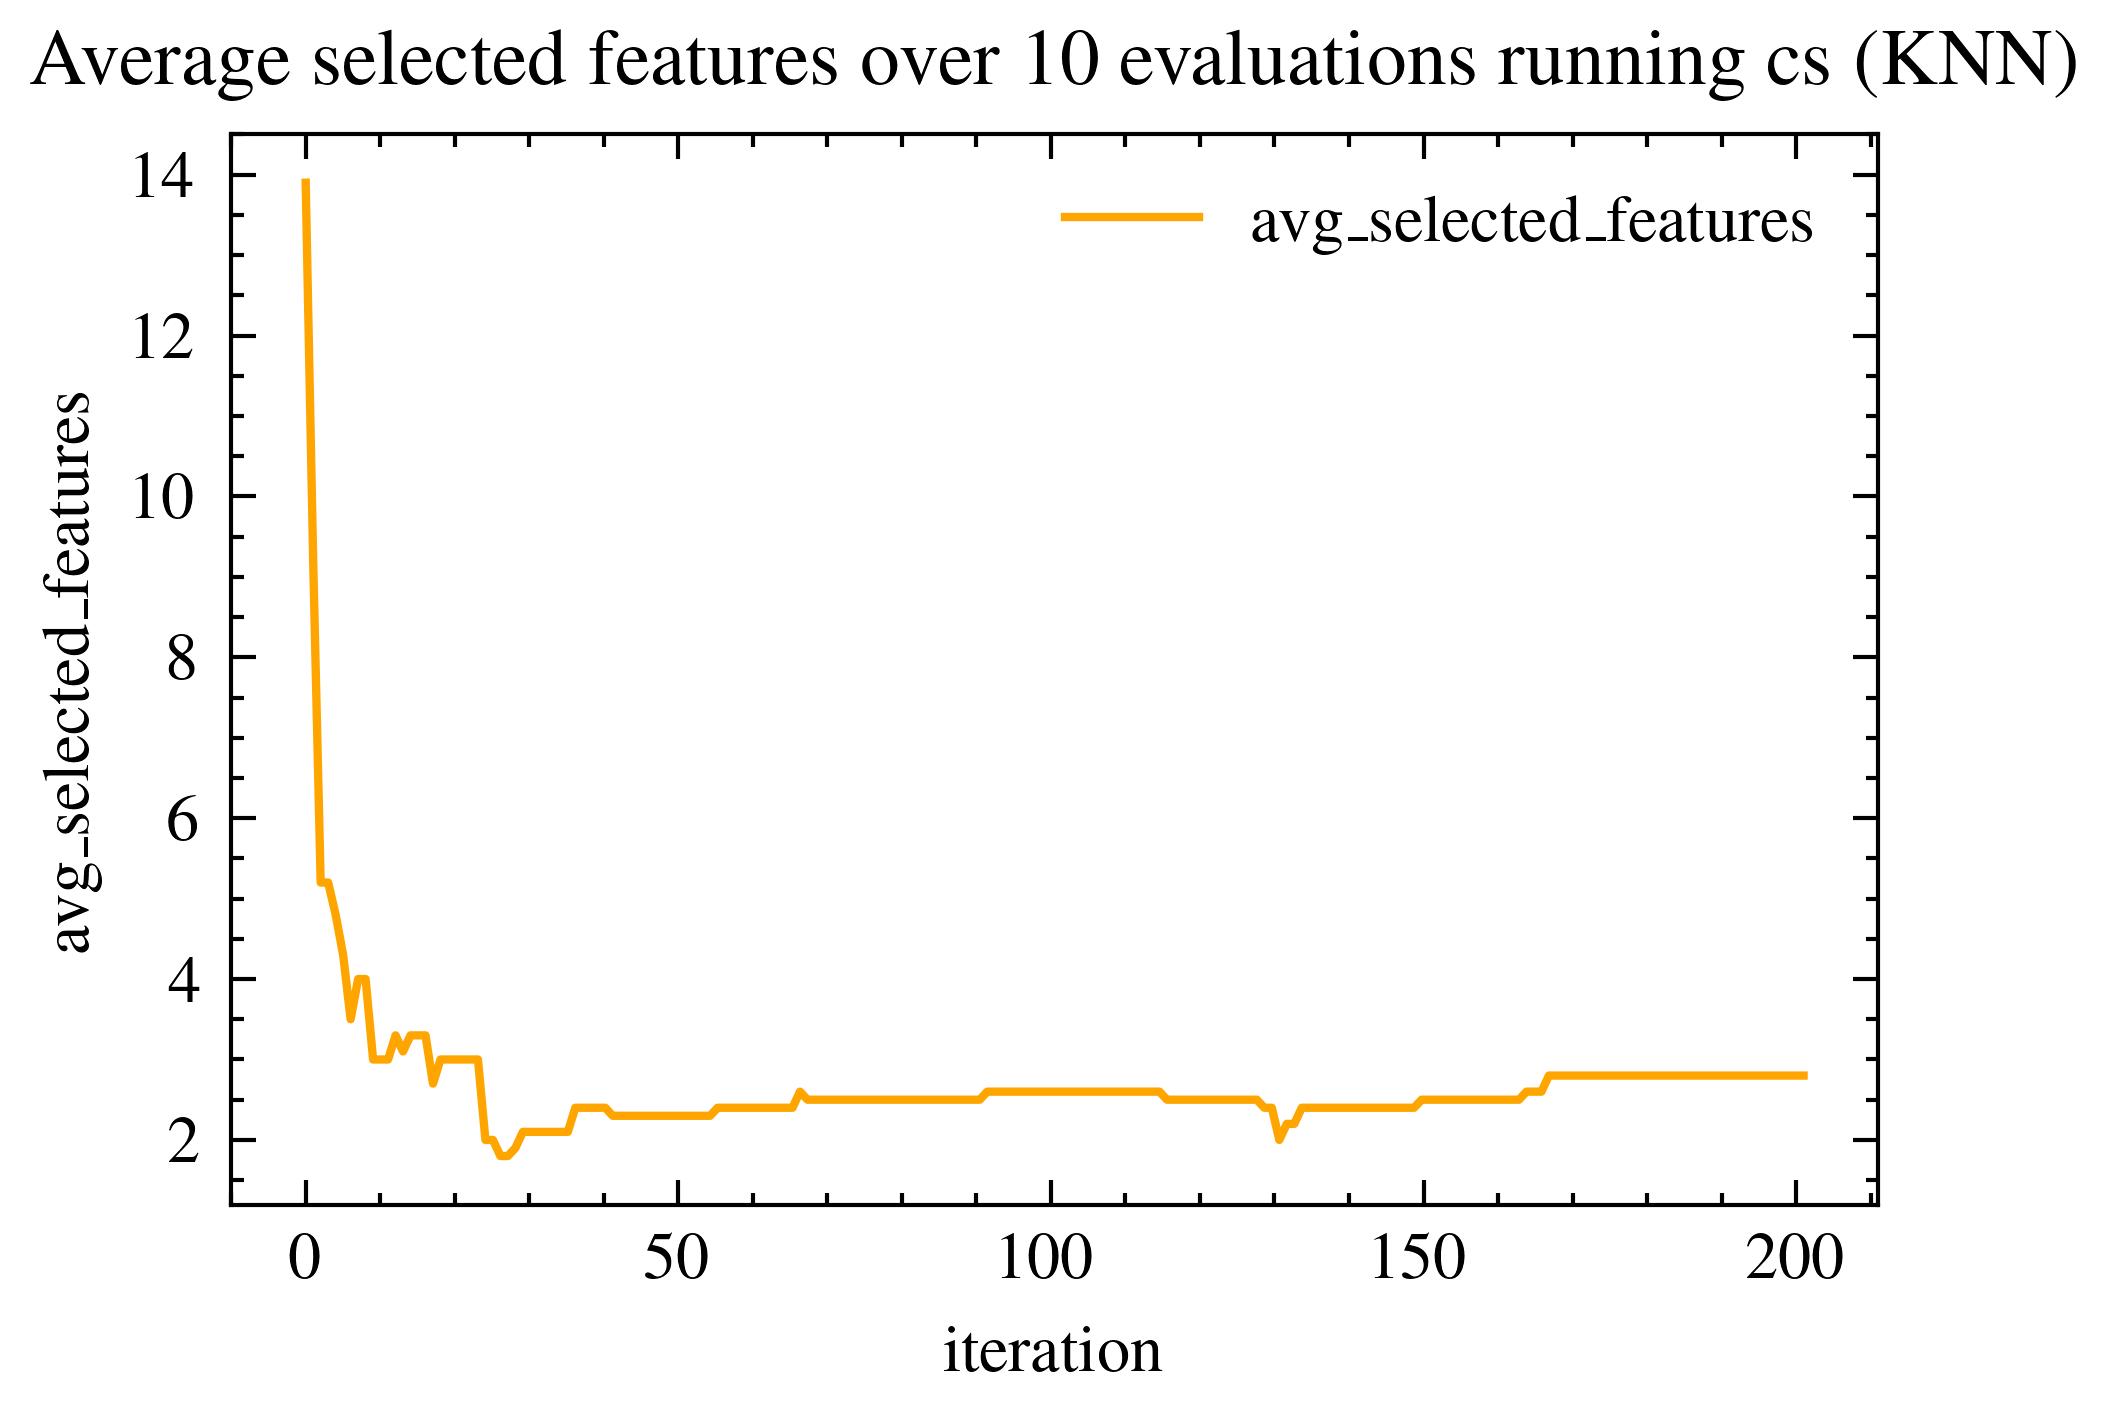 Average selected features over 10 evaluations running cs (KNN)
avg_selected_features
14
12
10
8
6
4
2
avg_selected_features
0 50 100 150 200
iteration